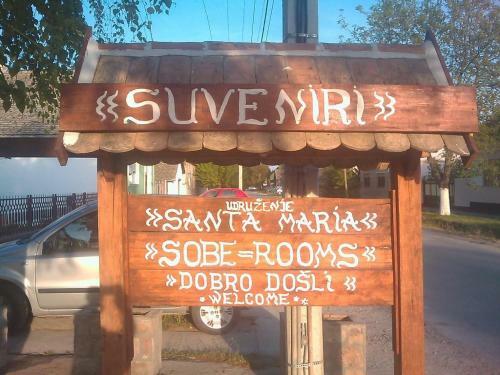 SUVENIRI
UDRUŽENJE
SANTA MARIA
SOBE=ROOMS
DOBRO DOŠLI
WELCOME